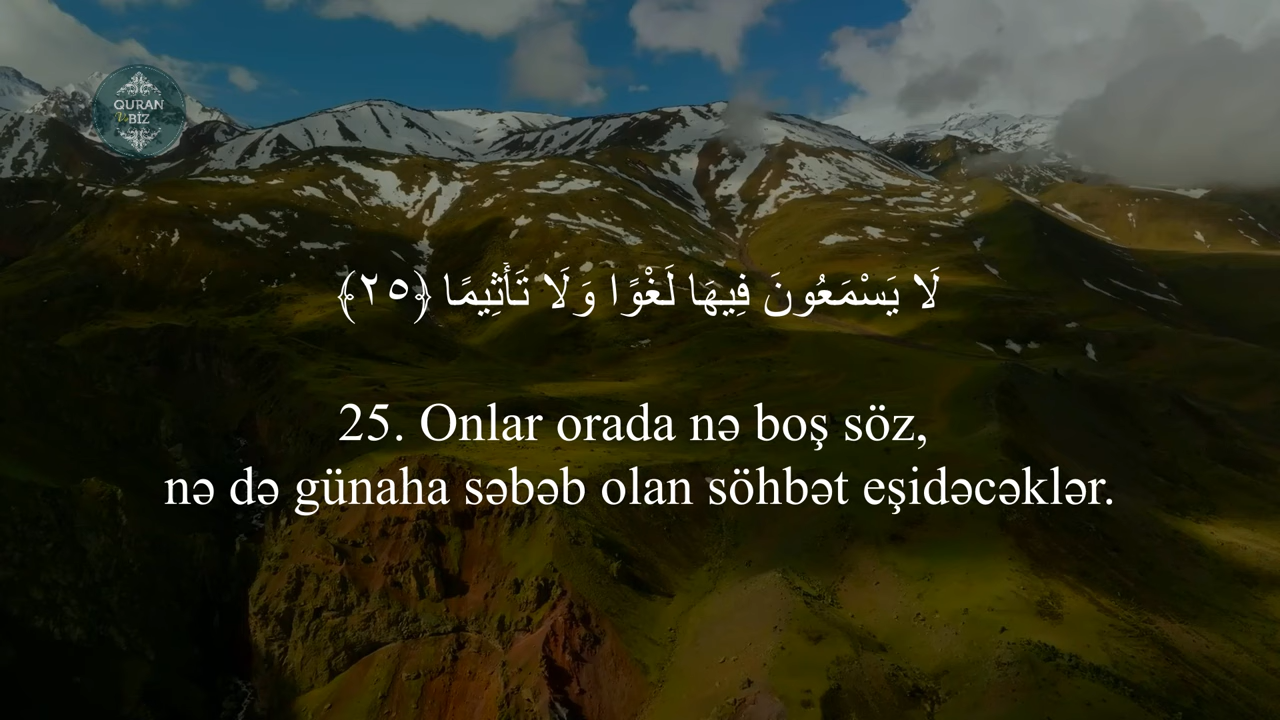 QURAN
Və BİZ
لَا يَسْمَعُونَ فِيهَا لَغْوًا وَلَا تَأْثِيمًا ﴿٢٥﴾
25. Onlar orada nə boş söz,
nə də günaha səbəb olan söhbət eşidəcəklər.